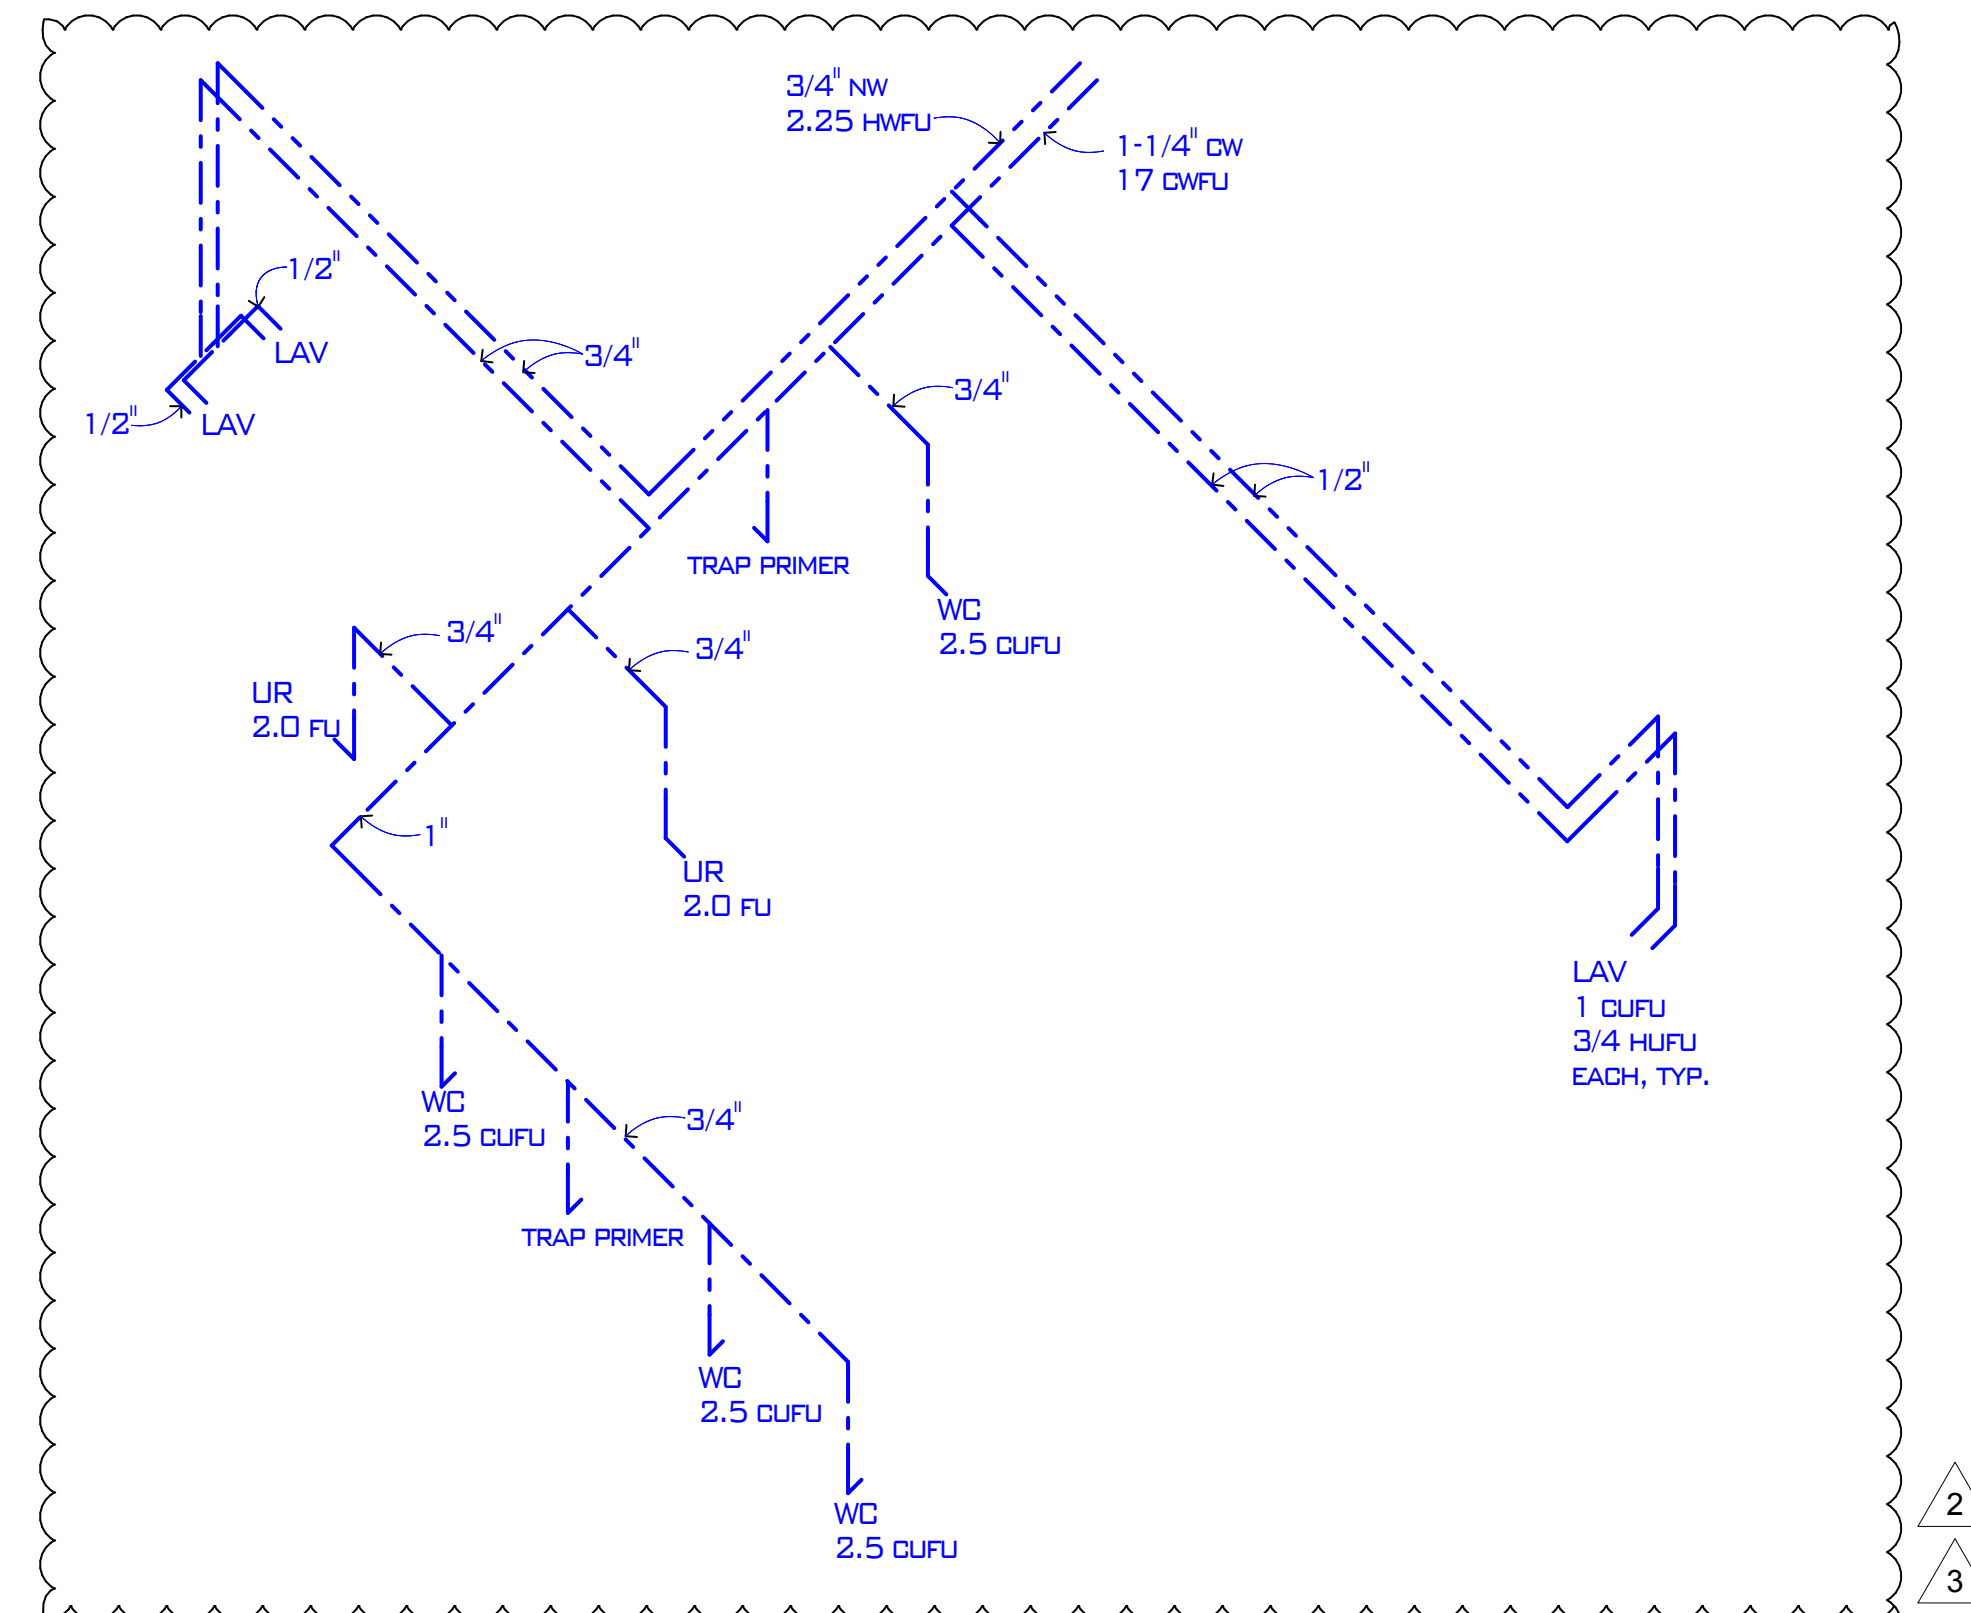 3/4" NW
2.25 HWFU
1-1/4" CW
17 CWFU
1/2"
LAV
3/4"
3/4"
1/2"
LAV
1/2"
TRAP PRIMER
WC
2.5 CUFU
3/4"
3/4"
UR
2.0 FU
1"
UR
2.0 FU
LAV
1 CUFU
3/4 HUFU
EACH, TYP.
WC
2.5 CUFU
3/4"
TRAP PRIMER
WC
2.5 CUFU
WC
2.5 CUFU
2
3